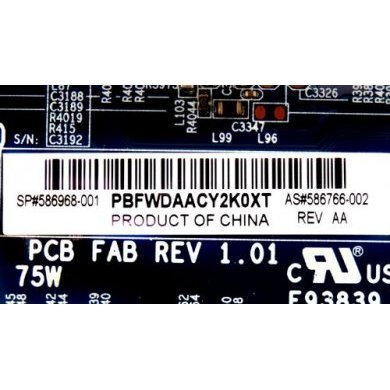 C3188
C3189
R4019
R415
C3192
S/N:
L103
R4044
L99
C3347
L96
C3326
SP#586968-001
PBFWDAACY2K0XT
AS#586766-002
PRODUCT OF CHINA
REV AA
PCB FAB REV 1.01
75W
C RU US
E93839